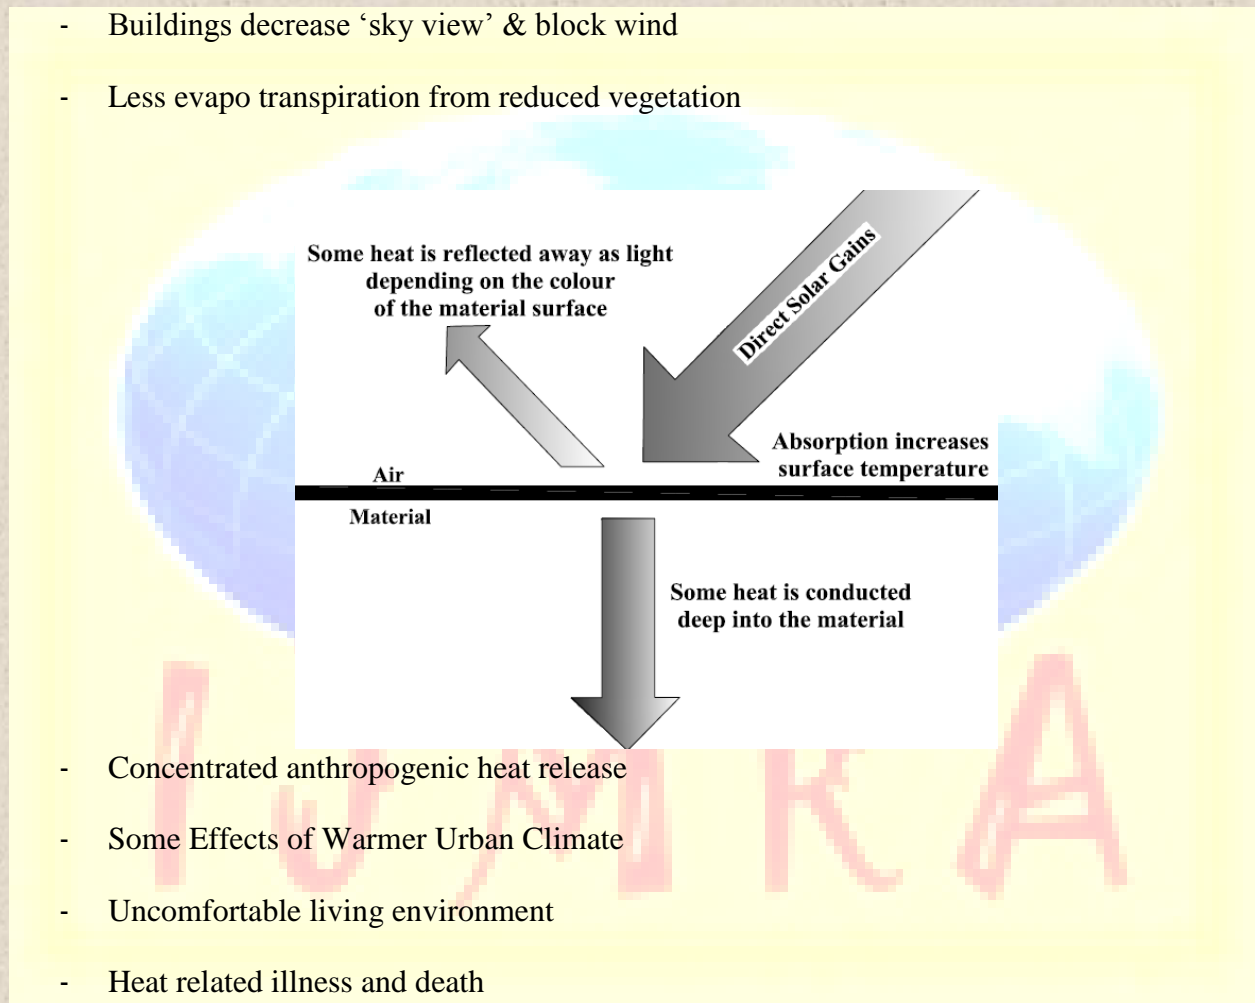 - Buildings decrease ‘sky view’ & block wind
- Less evapo transpiration from reduced vegetation
Some heat is reflected away as light
depending on the colour
of the material surface
Direct Solar Gains
Absorption increases
surface temperature
Air
Material
Some heat is conducted
deep into the material
- Concentrated anthropogenic heat release
- Some Effects of Warmer Urban Climate
- Uncomfortable living environment
- Heat related illness and death
IJMRA